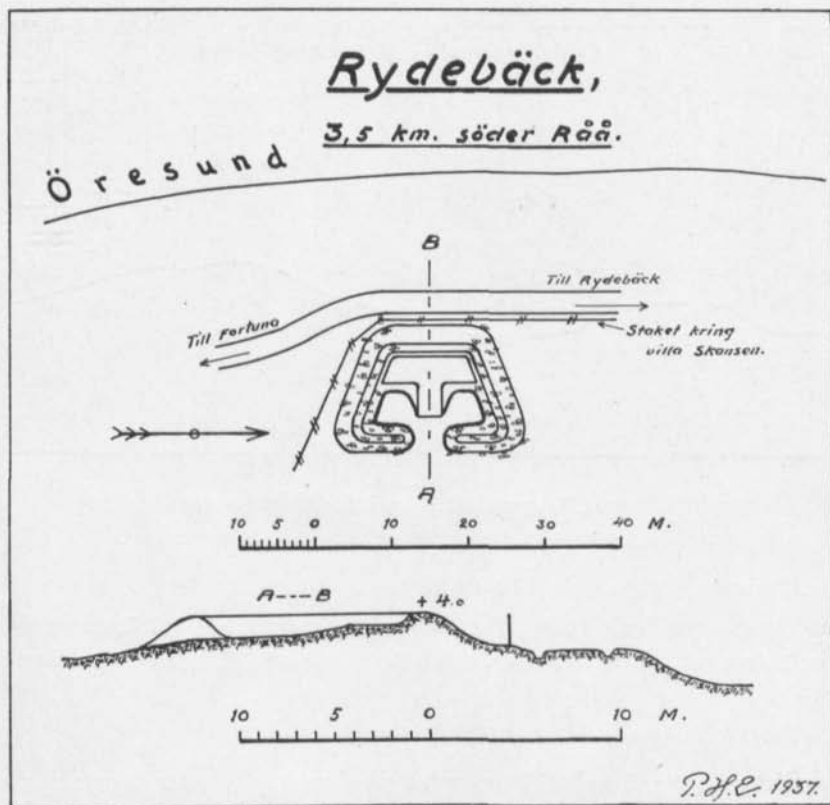 Rydebäck,
3,5 km. söder Råå.
Öresund
B
Till Rydebäck
Till Fortuna
Staket kring
villa Skansen.
A
10 5 0 10 20 30 40 M.
A---B
+ 4.0
10 5 0 10 M.
P.H.E. 1937.